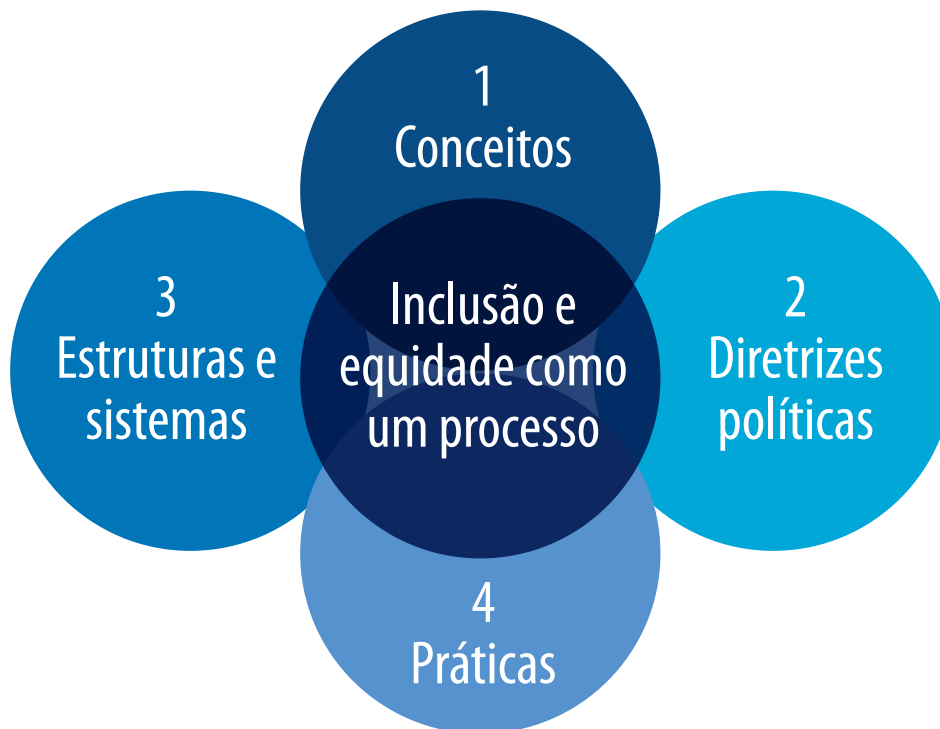 1
Conceitos
3
Estruturas e
sistemas
Inclusão e
equidade como
um processo
2
Diretrizes
políticas
4
Práticas